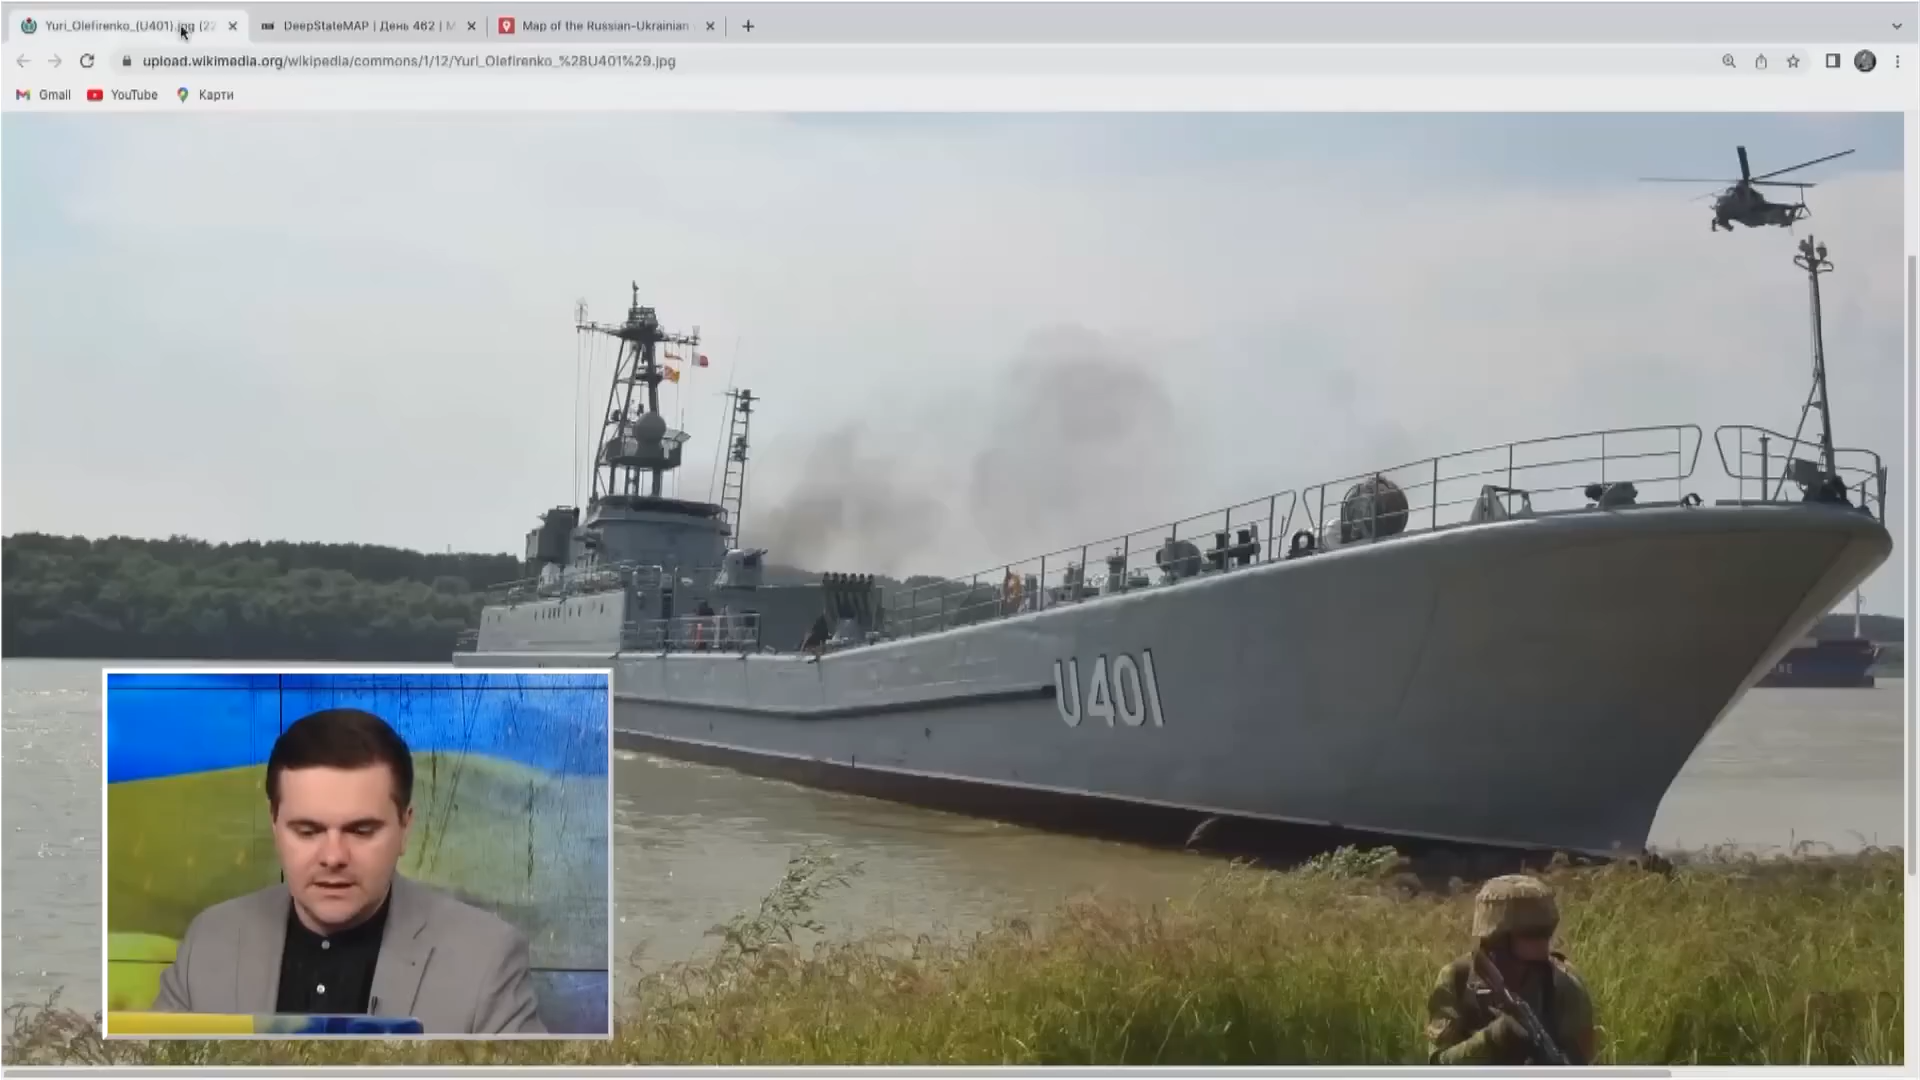 Yuri_Olefirenko_(U401).jpg (22
DeepStateMAP | День 462 | M
Map of the Russian-Ukrainian
upload.wikimedia.org/wikipedia/commons/1/12/Yuri_Olefirenko_%28U401%29.jpg
Gmail
YouTube
Карти
U401